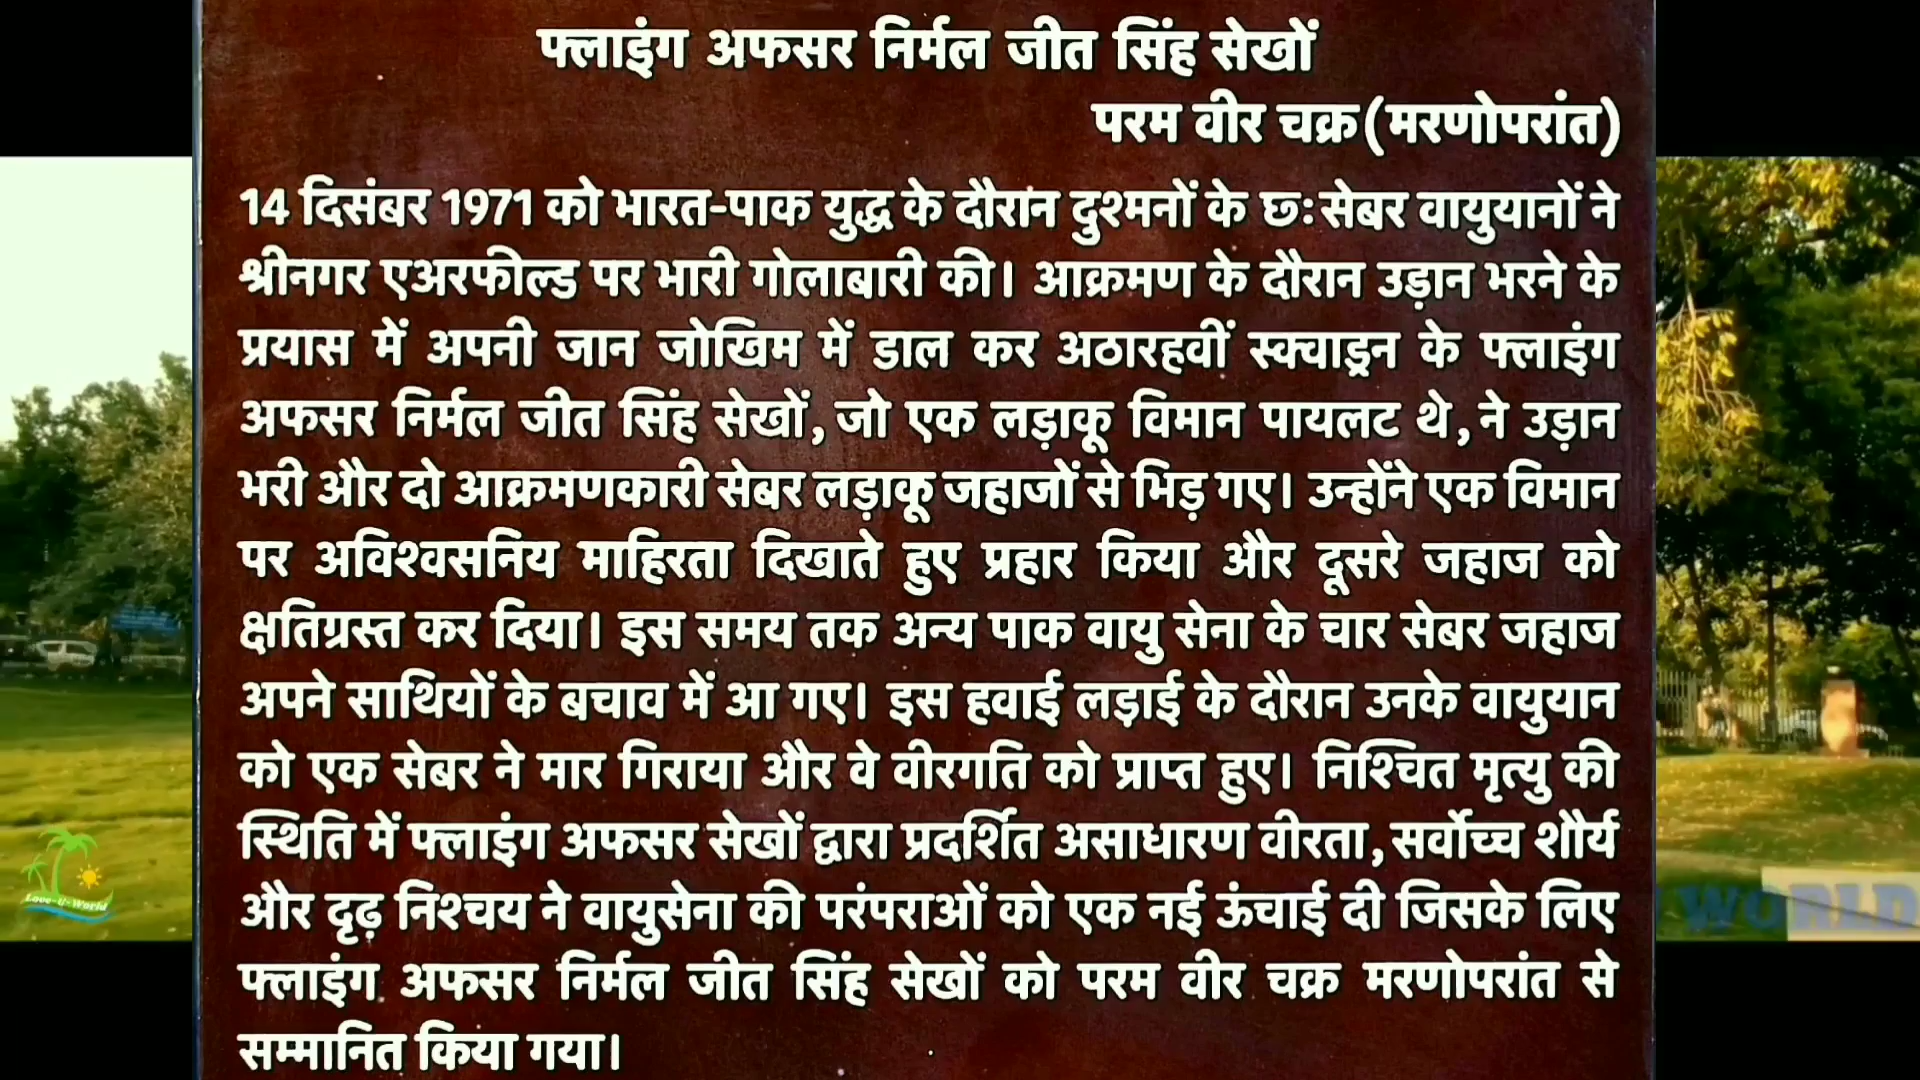 फ्लाइंग अफसर निर्मल जीत सिंह सेखों
परम वीर चक्र(मरणोपरांत)
14 दिसंबर 1971 को भारत-पाक युद्ध के दौरान दुश्मनों के छ:सेबर वायुयानों ने
श्रीनगर एअरफील्ड पर भारी गोलाबारी की। आक्रमण के दौरान उड़ान भरने के
प्रयास में अपनी जान जोखिम में डाल कर अठारहवीं स्क्वाड्रन के फ्लाइंग
अफसर निर्मल जीत सिंह सेखों,जो एक लड़ाकू विमान पायलट थे,ने उड़ान
भरी और दो आक्रमणकारी सेबर लड़ाकू जहाजों से भिड़ गए। उन्होंने एक विमान
पर अविश्वसनिय माहिरता दिखाते हुए प्रहार किया और दूसरे जहाज को
क्षतिग्रस्त कर दिया। इस समय तक अन्य पाक वायु सेना के चार सेबर जहाज
अपने साथियों के बचाव में आ गए। इस हवाई लड़ाई के दौरान उनके वायुयान
को एक सेबर ने मार गिराया और वे वीरगति को प्राप्त हुए। निश्चित मृत्यु की
स्थिति में फ्लाइंग अफसर सेखों द्वारा प्रदर्शित असाधारण वीरता,सर्वोच्च शौर्य
और दृढ़ निश्चय ने वायुसेना की परंपराओं को एक नई ऊंचाई दी जिसके लिए
फ्लाइंग अफसर निर्मल जीत सिंह सेखों को परम वीर चक्र मरणोपरांत से
सम्मानित किया गया।
Love-U-World
WORLD